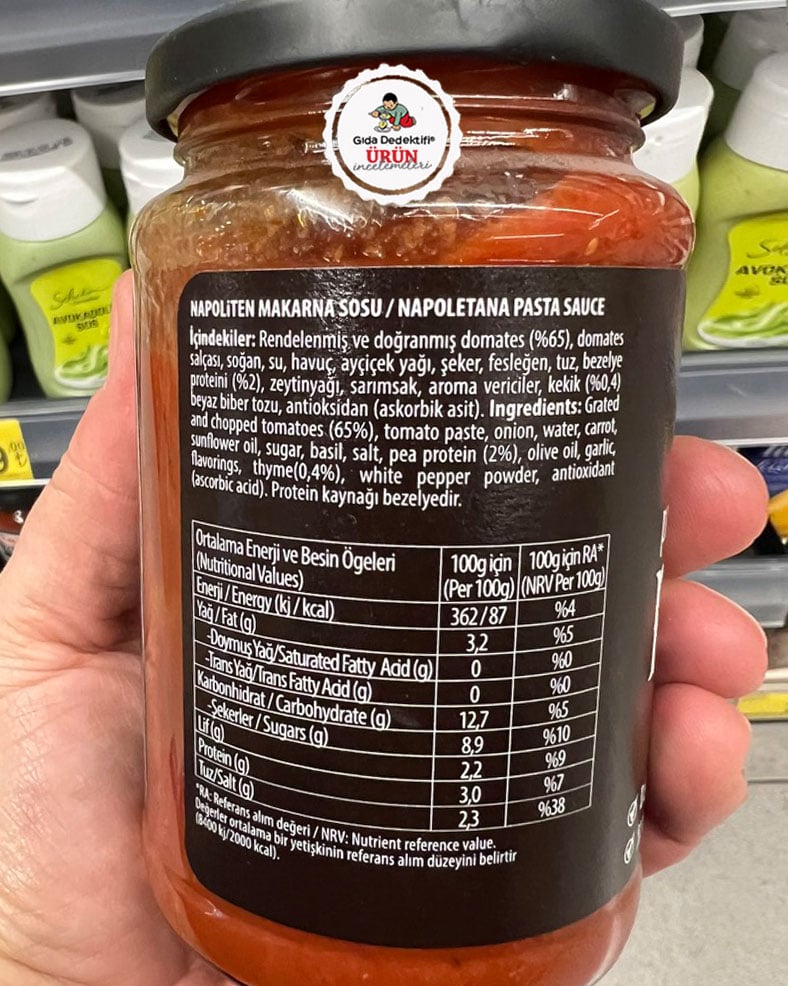 Gıda Dedektifi®
ÜRÜN
incelemeleri
NAPOLiTEN MAKARNA SOSU / NAPOLETANA PASTA SAUCE
İçindekiler: Rendelenmiş ve doğranmış domates (%65), domates
salçası, soğan, su, havuç, ayçiçek yağı, şeker, fesleğen, tuz, bezelye
proteini (%2), zeytinyağı, sarımsak, aroma vericiler, kekik (%0,4)
beyaz biber tozu, antioksidan (askorbik asit). Ingredients: Grated
and chopped tomatoes (65%), tomato paste, onion, water, carrot,
sunflower oil, sugar, basil, salt, pea protein (2%), olive oil, garlic,
flavorings, thyme(0,4%), white pepper powder, antioxidant
(ascorbic acid). Protein kaynağı bezelyedir.
Ortalama Enerji ve Besin Ögeleri 100g için 100g için RA*
(Nutritional Values) (Per 100g) (NRV Per 100g)
Enerji / Energy (kj / kcal) 362/87 %4
Yağ / Fat (g) 3,2 %5
-Doymuş Yağ/Saturated Fatty Acid (g) 0 %0
-Trans Yağ/Trans Fatty Acid (g) 0 %0
Karbonhidrat / Carbohydrate (g) 12,7 %5
-Şekerler / Sugars (g) 8,9 %10
Lif (g) 2,2 %9
Protein (g) 3,0 %7
Tuz/Salt (g) 2,3 %38
*RA: Referans alım değeri / NRV: Nutrient reference value.
Değerler ortalama bir yetişkinin referans alım düzeyini belirtir
(8400 kj/2000 kcal).
AVOKADOLU
SOS